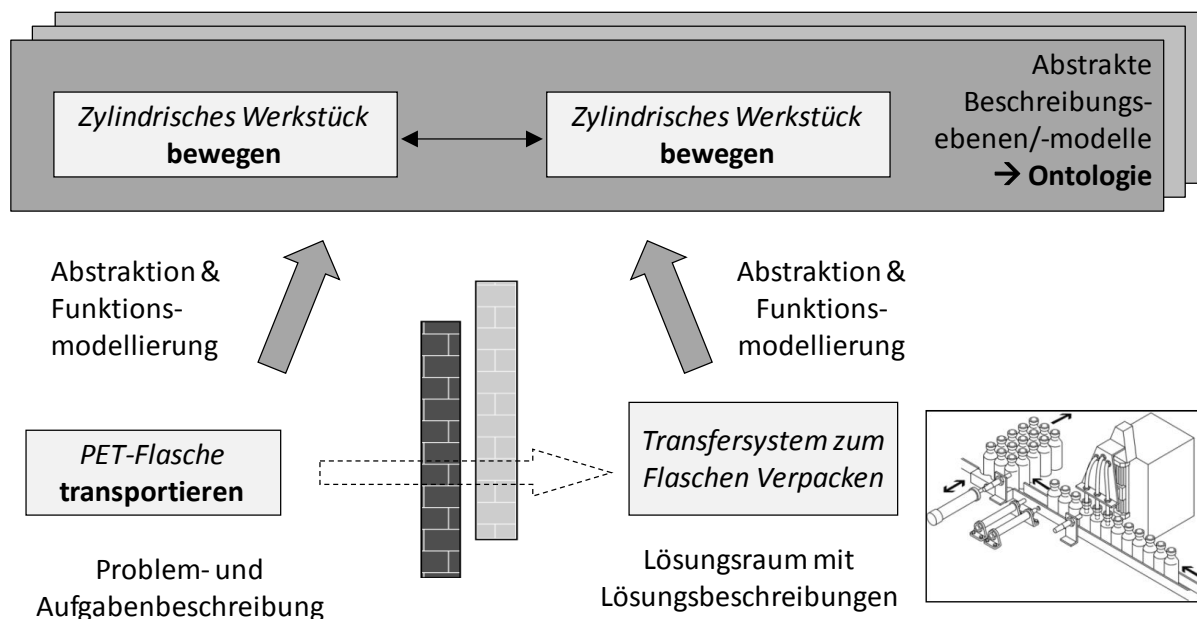 Abstrakte
Beschreibungs-
ebenen/-modelle
→ Ontologie
Zylindrisches Werkstück
bewegen
Zylindrisches Werkstück
bewegen
Abstraktion &
Funktions-
modellierung
Abstraktion &
Funktions-
modellierung
PET-Flasche
transportieren
Transfersystem zum
Flaschen Verpacken
Problem- und
Aufgabenbeschreibung
Lösungsraum mit
Lösungsbeschreibungen